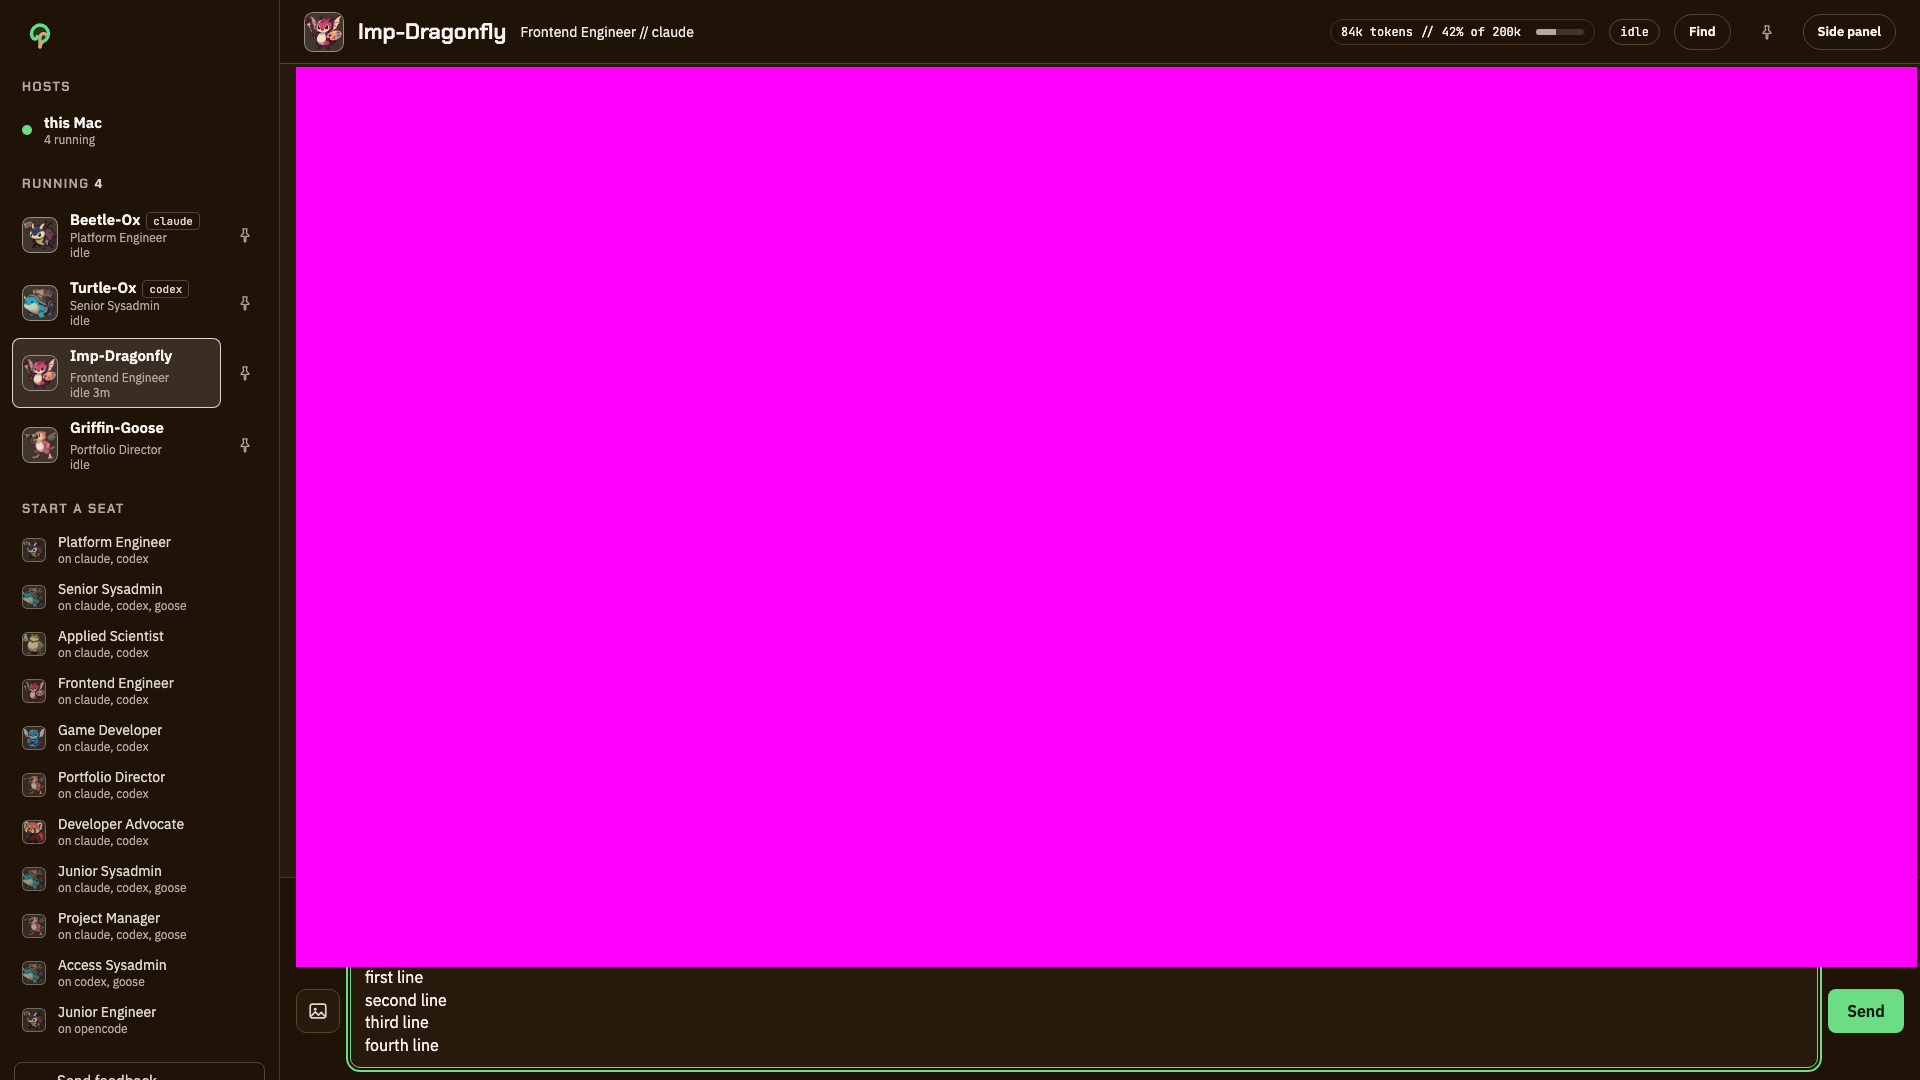 HOSTS
this Mac
4 running
RUNNING 4
Beetle-Ox claude
Platform Engineer
idle
Turtle-Ox codex
Senior Sysadmin
idle
Imp-Dragonfly
Frontend Engineer
idle 3m
Griffin-Goose
Portfolio Director
idle
START A SEAT
Platform Engineer
on claude, codex
Senior Sysadmin
on claude, codex, goose
Applied Scientist
on claude, codex
Frontend Engineer
on claude, codex
Game Developer
on claude, codex
Portfolio Director
on claude, codex
Developer Advocate
on claude, codex
Junior Sysadmin
on claude, codex, goose
Project Manager
on claude, codex, goose
Access Sysadmin
on codex, goose
Junior Engineer
on opencode
Send feedback
Imp-Dragonfly Frontend Engineer // claude
84k tokens // 42% of 200k
idle
Find
Side panel
first line
second line
third line
fourth line
Send